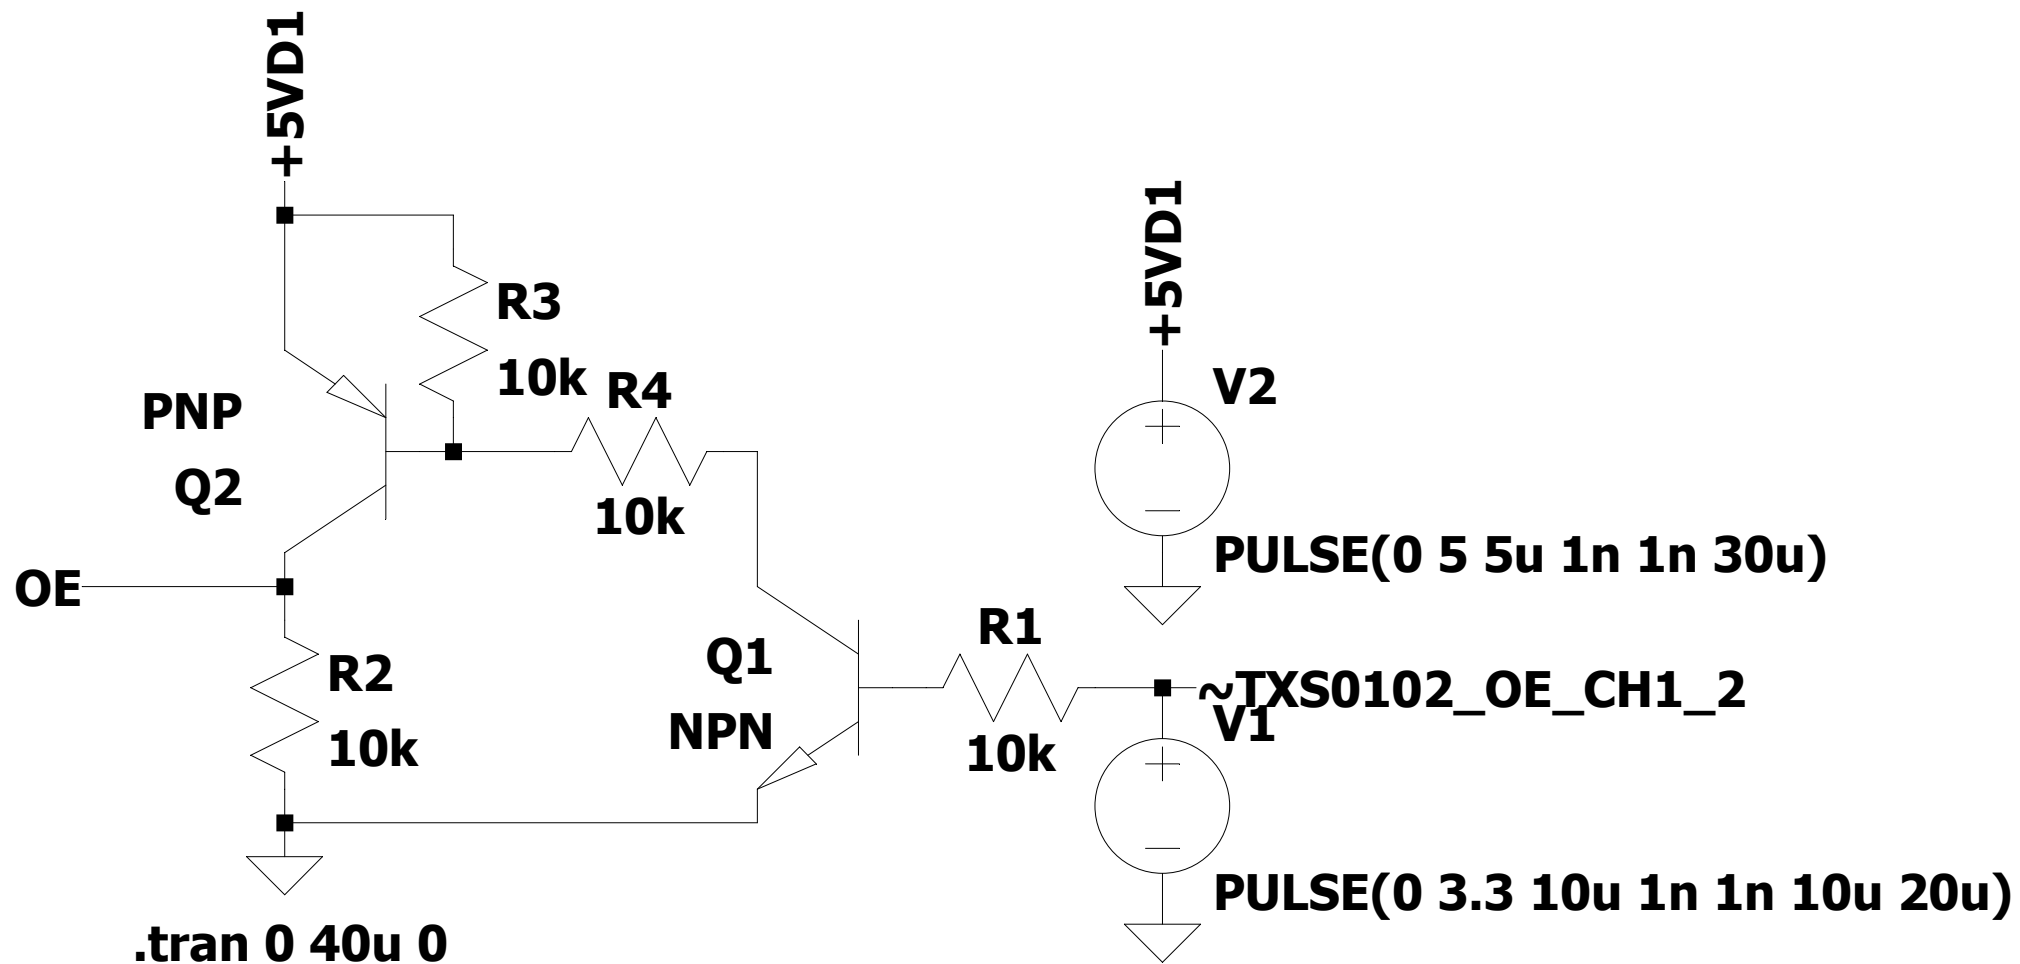 +5VD1
R3
10k
R4
10k
PNP
Q2
OE
R2
10k
Q1
NPN
R1
10k
+5VD1
V2
+
PULSE(0 5 5u 1n 1n 30u)
~TXS0102_OE_CH1_2
V1
+
PULSE(0 3.3 10u 1n 1n 10u 20u)
.tran 0 40u 0